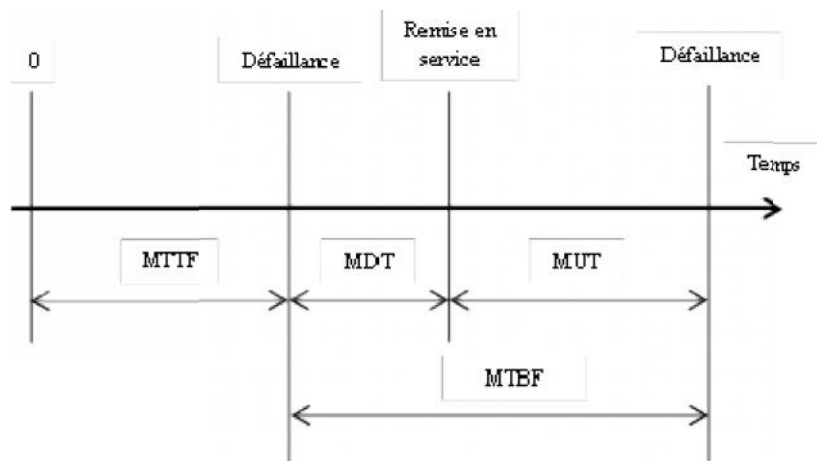 0
Défaillance
Remise en
service
Défaillance
Temps
MTTF
MDT
MUT
MTBF